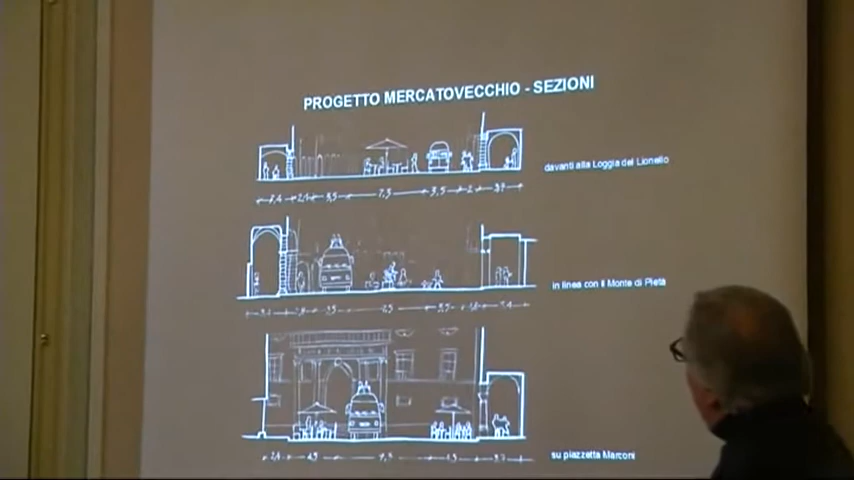 PROGETTO MERCATOVECCHIO - SEZIONI
davanti alla Loggia del Lionello
in linea con il Monte di Pietà
su piazzetta Marconi